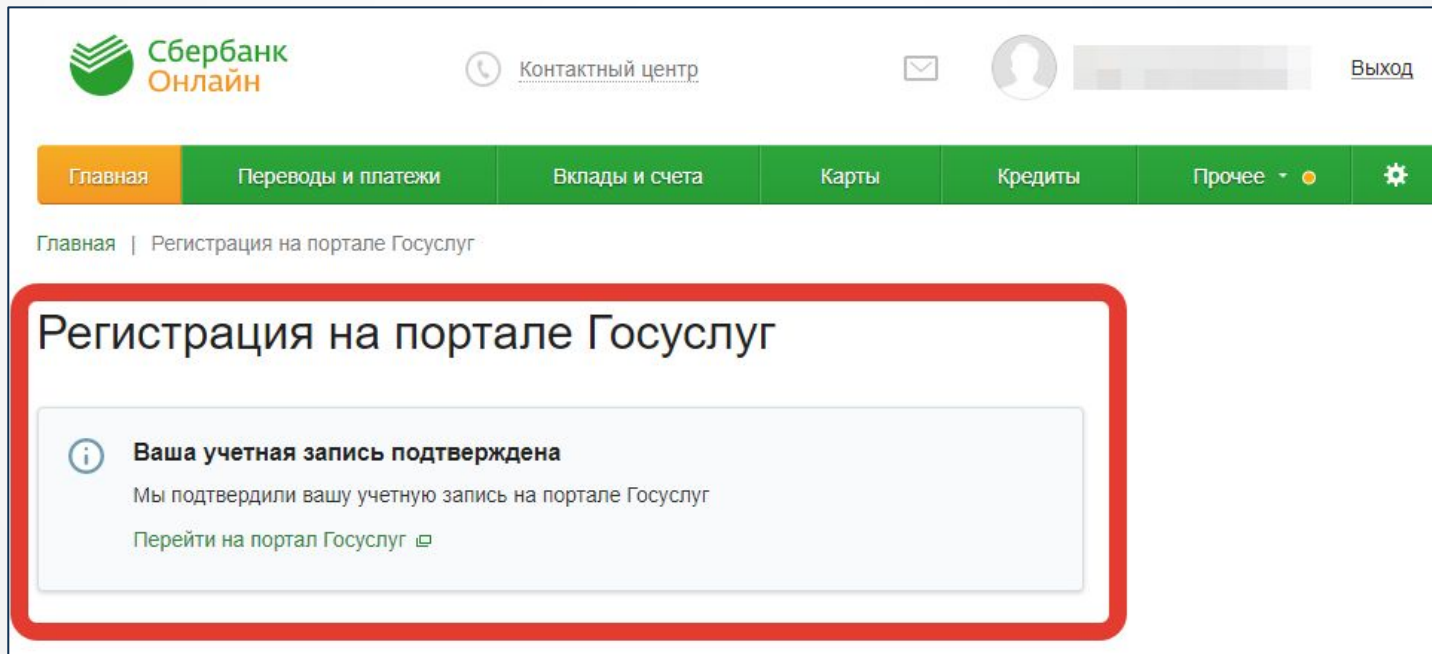 Сбербанк
Онлайн
Контактный центр
Выход
Главная
Переводы и платежи
Вклады и счета
Карты
Кредиты
Прочее
Главная | Регистрация на портале Госуслуг
Регистрация на портале Госуслуг
Ваша учетная запись подтверждена
Мы подтвердили вашу учетную запись на портале Госуслуг
Перейти на портал Госуслуг